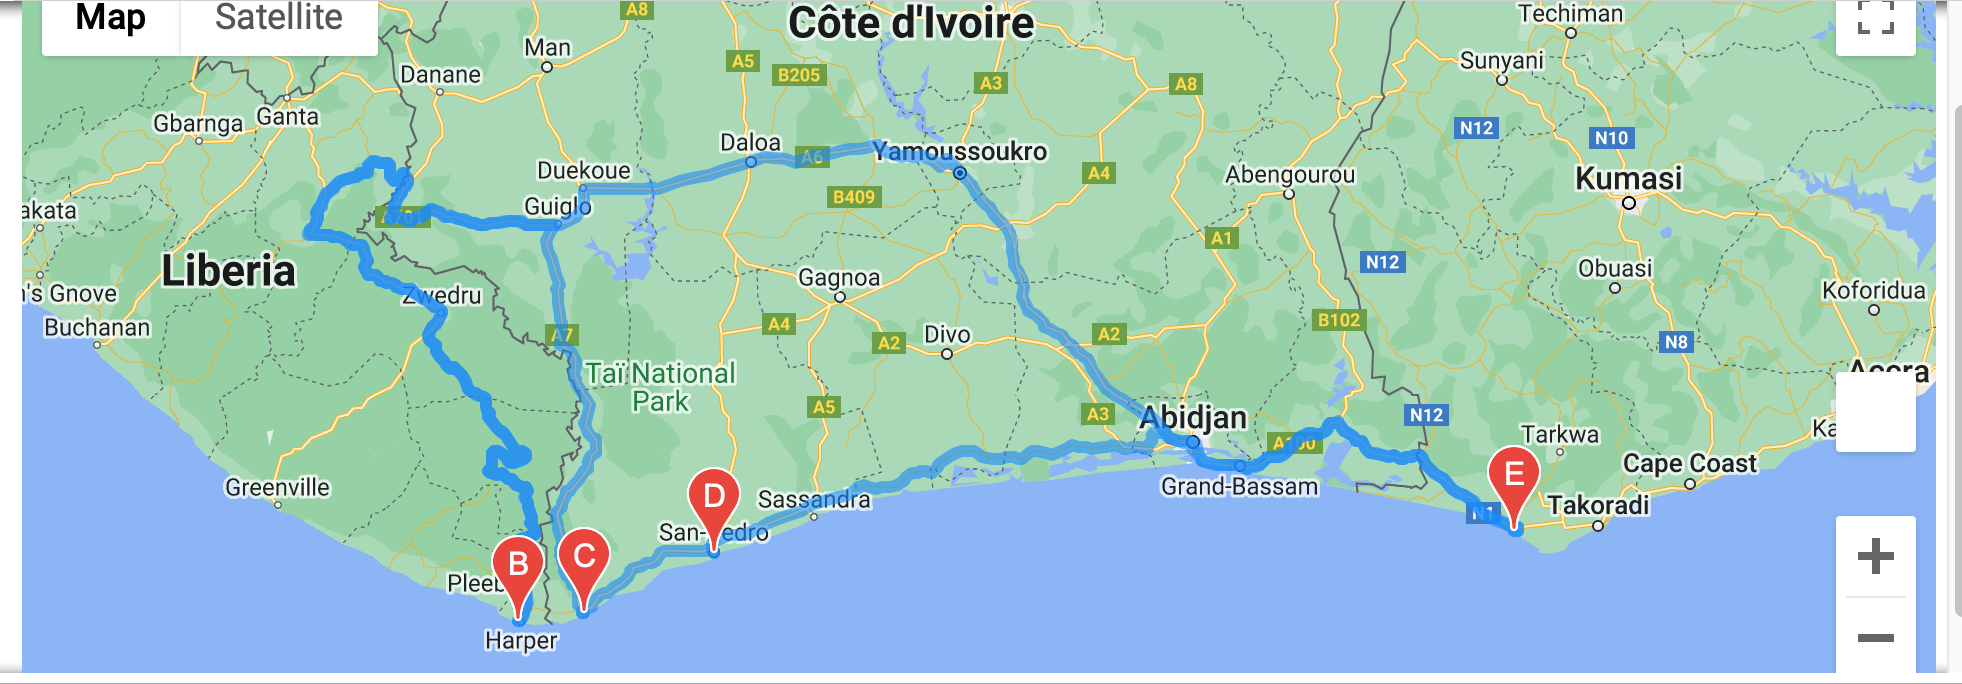 Map
Satellite
A8
Côte d'Ivoire
Techiman
Man
Danane
A5
B205
A3
A8
Sunyani
Gbarnga
Ganta
N12
N10
Daloa
A6
Yamoussoukro
Duekoue
A4
Abengourou
Kumasi
B409
Guiglo
akata
A701
A1
N12
Liberia
Gagnoa
Obuasi
n's Gnove
Zwedru
Koforidua
Buchanan
A7
A4
A2
Divo
A2
B102
N8
Taï National
Park
Accra
A5
A3
Abidjan
N12
A100
Tarkwa
Ka
Cape Coast
Greenville
D
Sassandra
Grand-Bassam
E
N1
Takoradi
San-Pedro
B
C
Pleeb
Harper